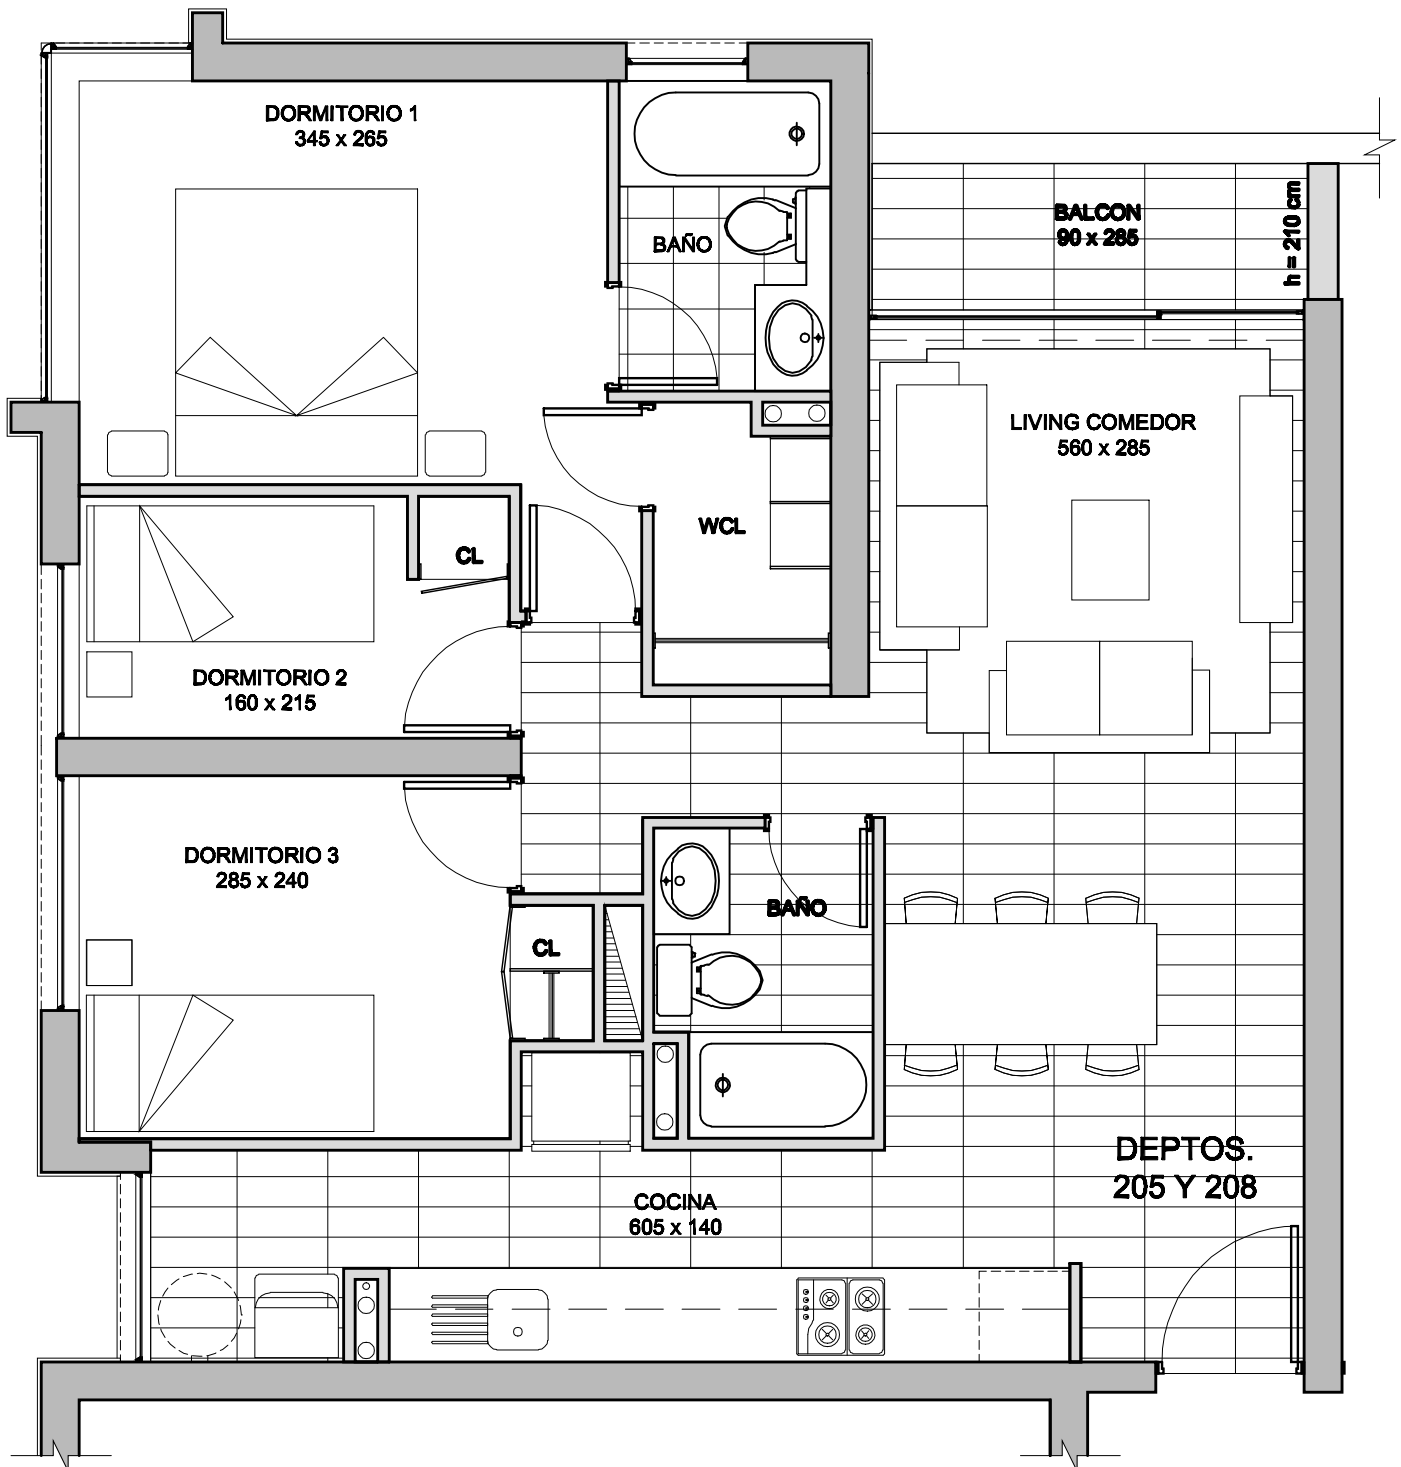 DORMITORIO 1
345 x 265
BAÑO
BALCON
90 x 285
h = 210 cm
LIVING COMEDOR
560 x 285
WCL
CL
DORMITORIO 2
160 x 215
DORMITORIO 3
285 x 240
CL
BAÑO
DEPTOS.
205 Y 208
COCINA
605 x 140